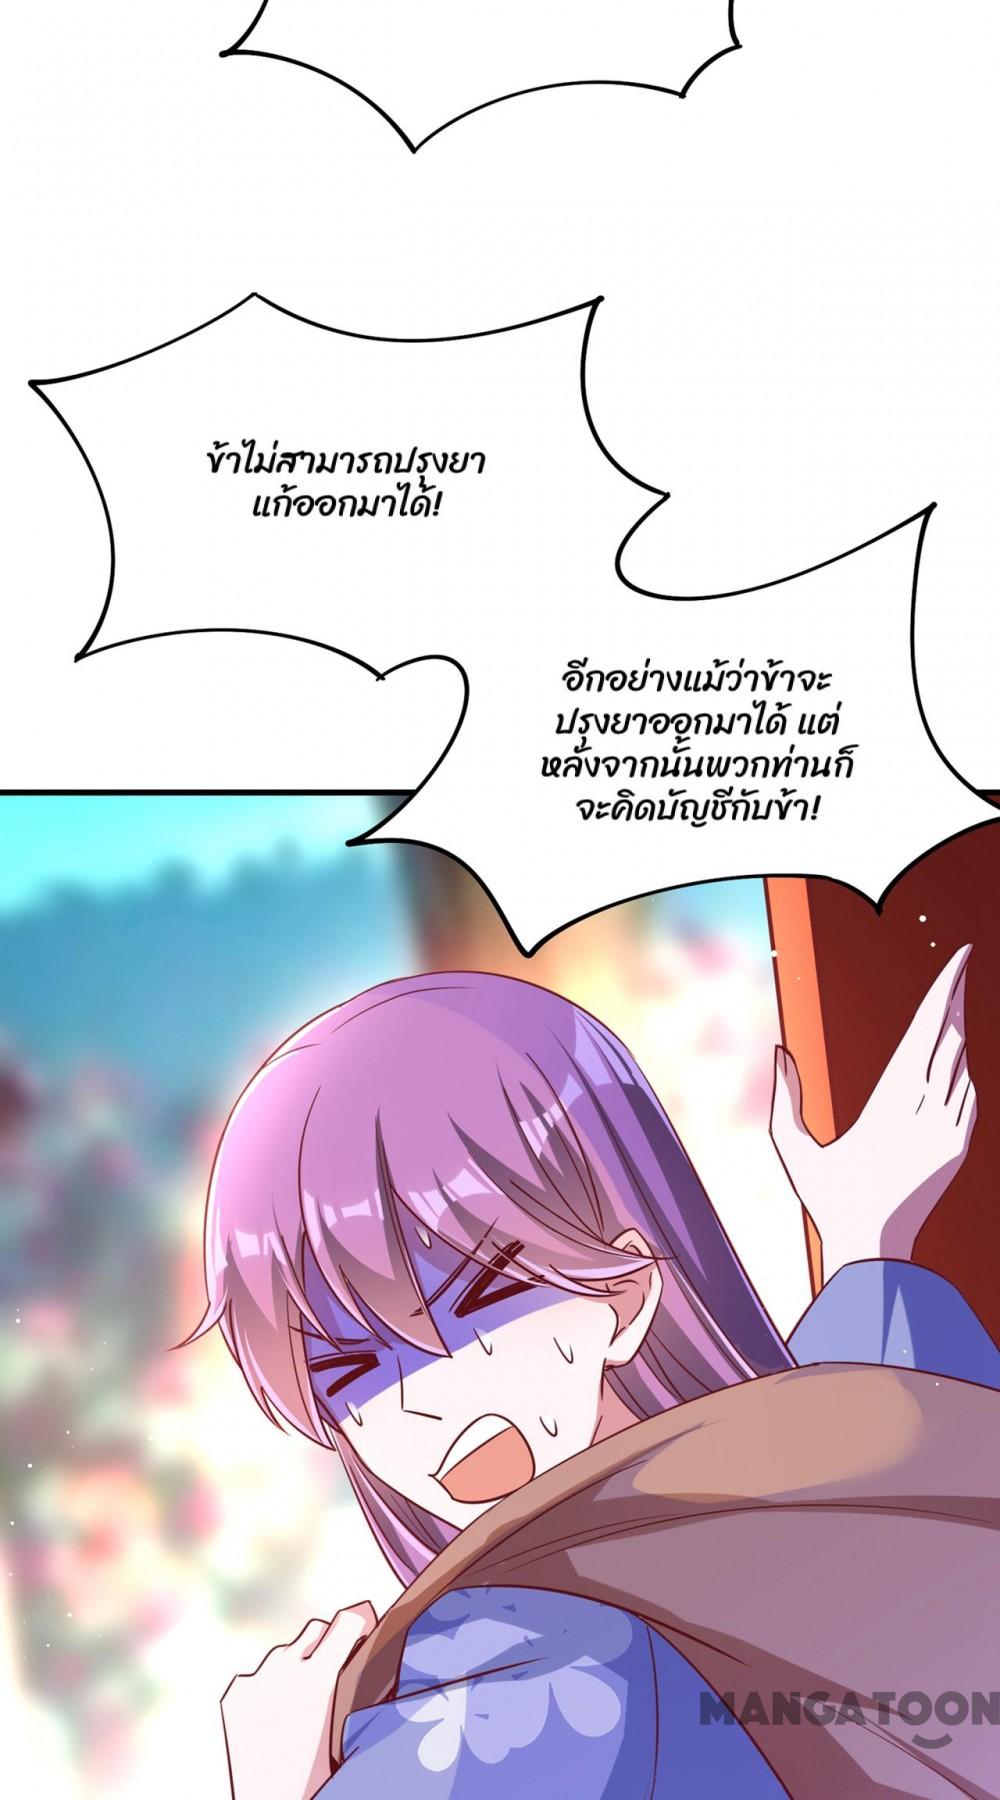 ข้าไม่สามารถปรุงยา
แก้ออกมาได้!
อีกอย่างแม้ว่าข้าจะ
ปรุงยาออกมาได้ แต่
หลังจากนั้นพวกท่านก็
จะคิดบัญชีกับข้า!
MANGATOON